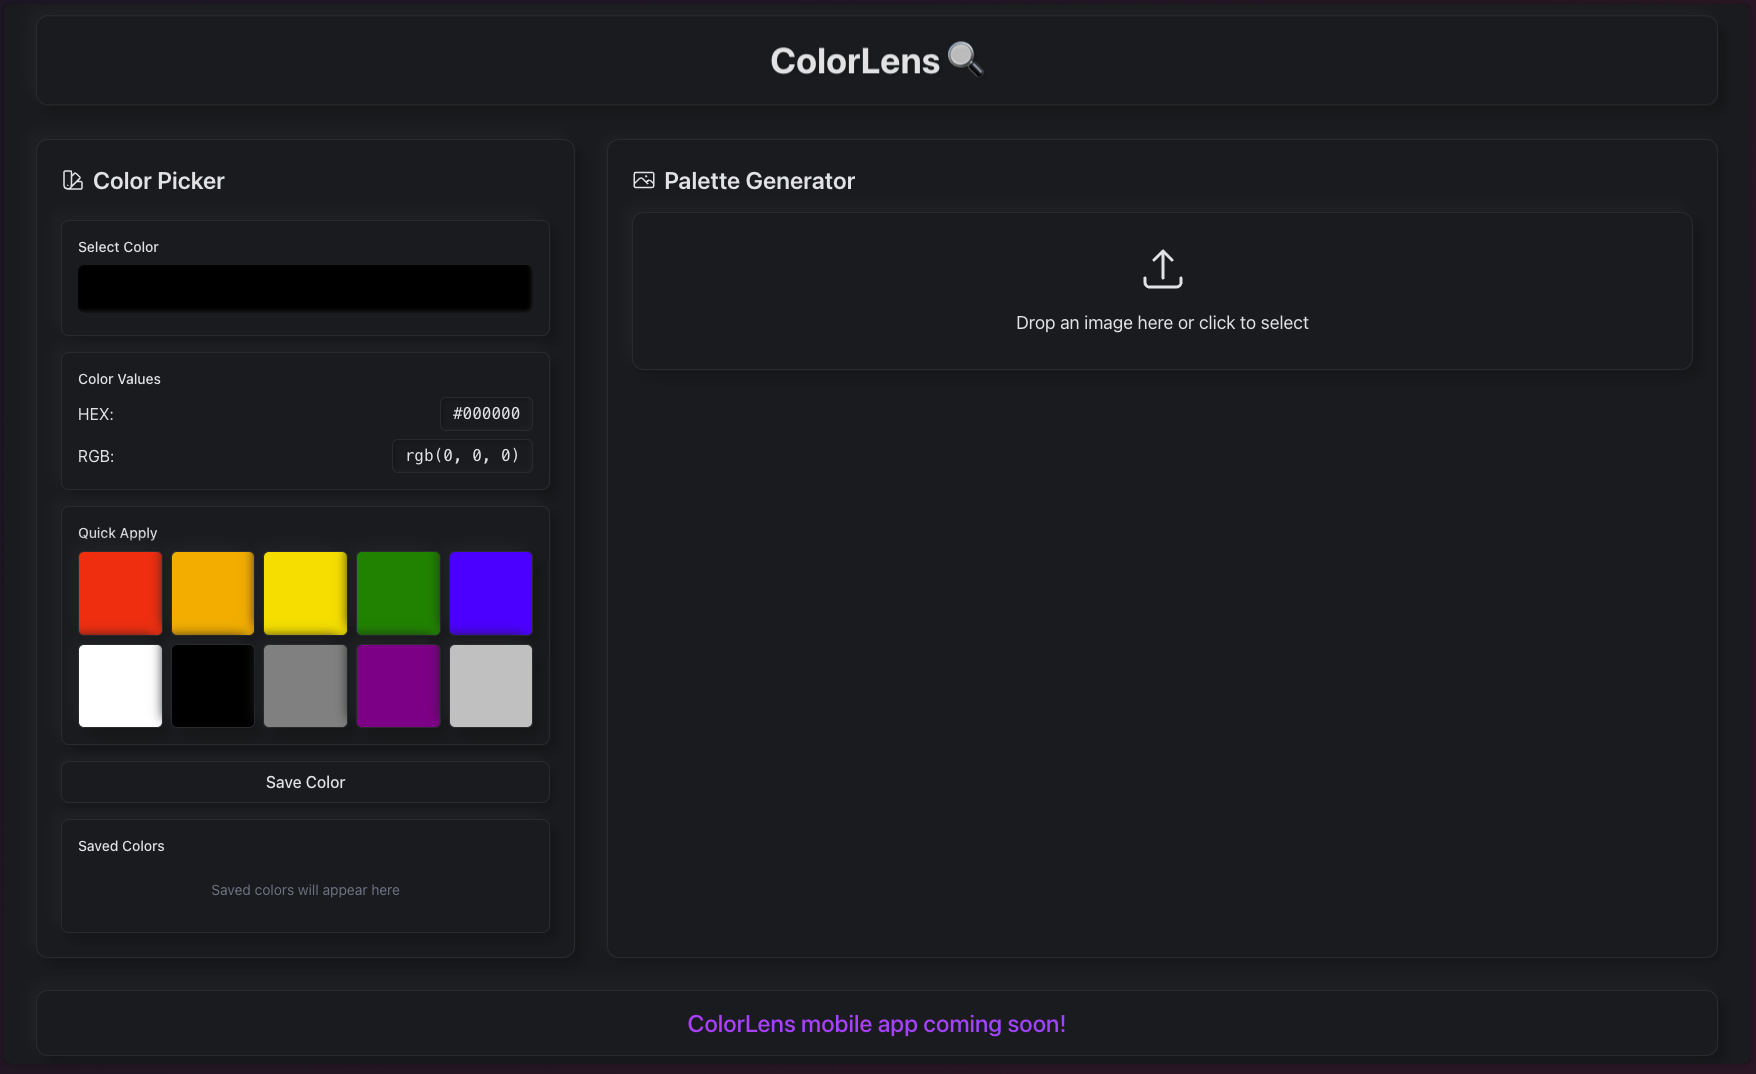 ColorLens
Color Picker
Select Color
Color Values
HEX: #000000
RGB: rgb(0, 0, 0)
Quick Apply
Save Color
Saved Colors
Saved colors will appear here
Palette Generator
Drop an image here or click to select
ColorLens mobile app coming soon!